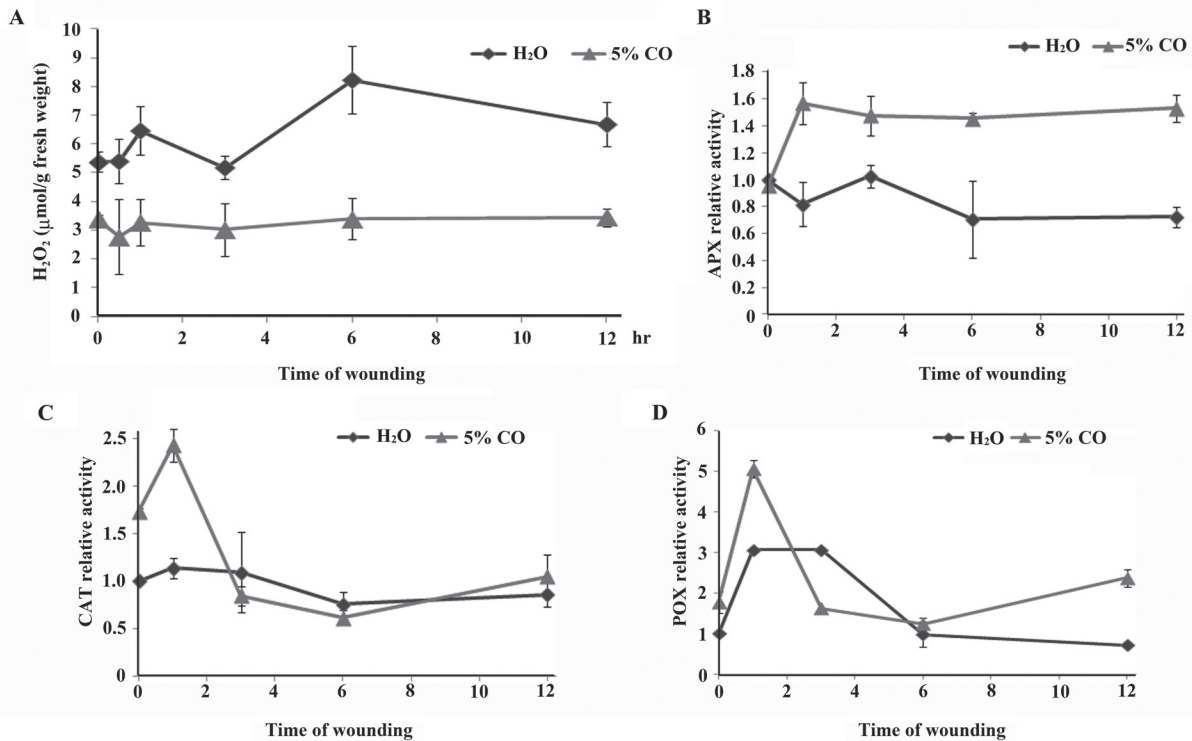 A
10
9
8
7
6
5
4
3
2
1
0
H₂O₂ (μmol/g fresh weight)
H₂O 5% CO
0 2 4 6 8 10 12 hr
Time of wounding
B
1.8
1.6
1.4
1.2
1.0
0.8
0.6
0.4
0.2
0
APX relative activity
H₂O 5% CO
0 2 4 6 8 10 12
Time of wounding
C
2.5
2.0
1.5
1.0
0.5
0
CAT relative activity
H₂O 5% CO
0 2 4 6 8 10 12
Time of wounding
D
6
5
4
3
2
1
0
POX relative activity
H₂O 5% CO
0 2 4 6 8 10 12
Time of wounding